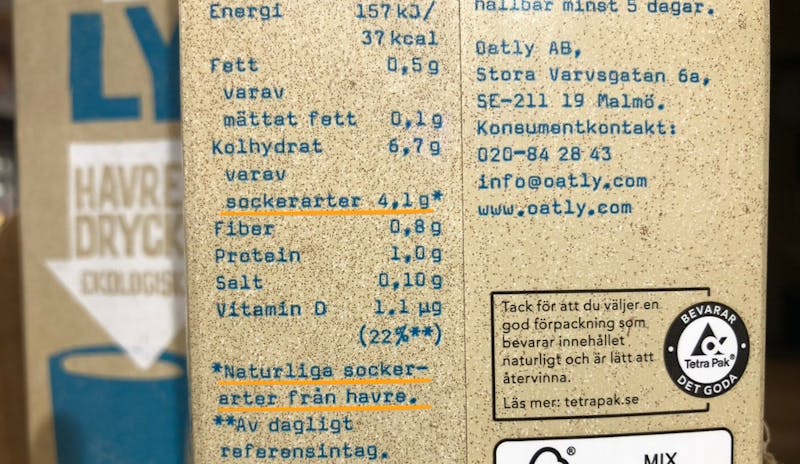 LY
HAVRE
DRYCK
EKOLOGISK
Energi 157 kJ/
37 kcal
Fett 0,5 g
varav
mättat fett 0,1 g
Kolhydrat 6,7 g
varav
sockerarter 4,1 g*
Fiber 0,8 g
Protein 1,0 g
Salt 0,10 g
Vitamin D 1.1 µg
(22%**)
*Naturliga socker-
arter från havre.
**Av dagligt
referensintag.
hållbar minst 5 dagar.
Oatly AB,
Stora Varvsgatan 6a,
SE-211 19 Malmö.
Konsumentkontakt:
020-84 28 43
info@oatly.com
www.oatly.com
Tack för att du väljer en
god förpackning som
bevarar innehållet
naturligt och är lätt att
återvinna.
Läs mer: tetrapak.se
BEVARAR
Tetra Pak®
DET GODA
®
MIX